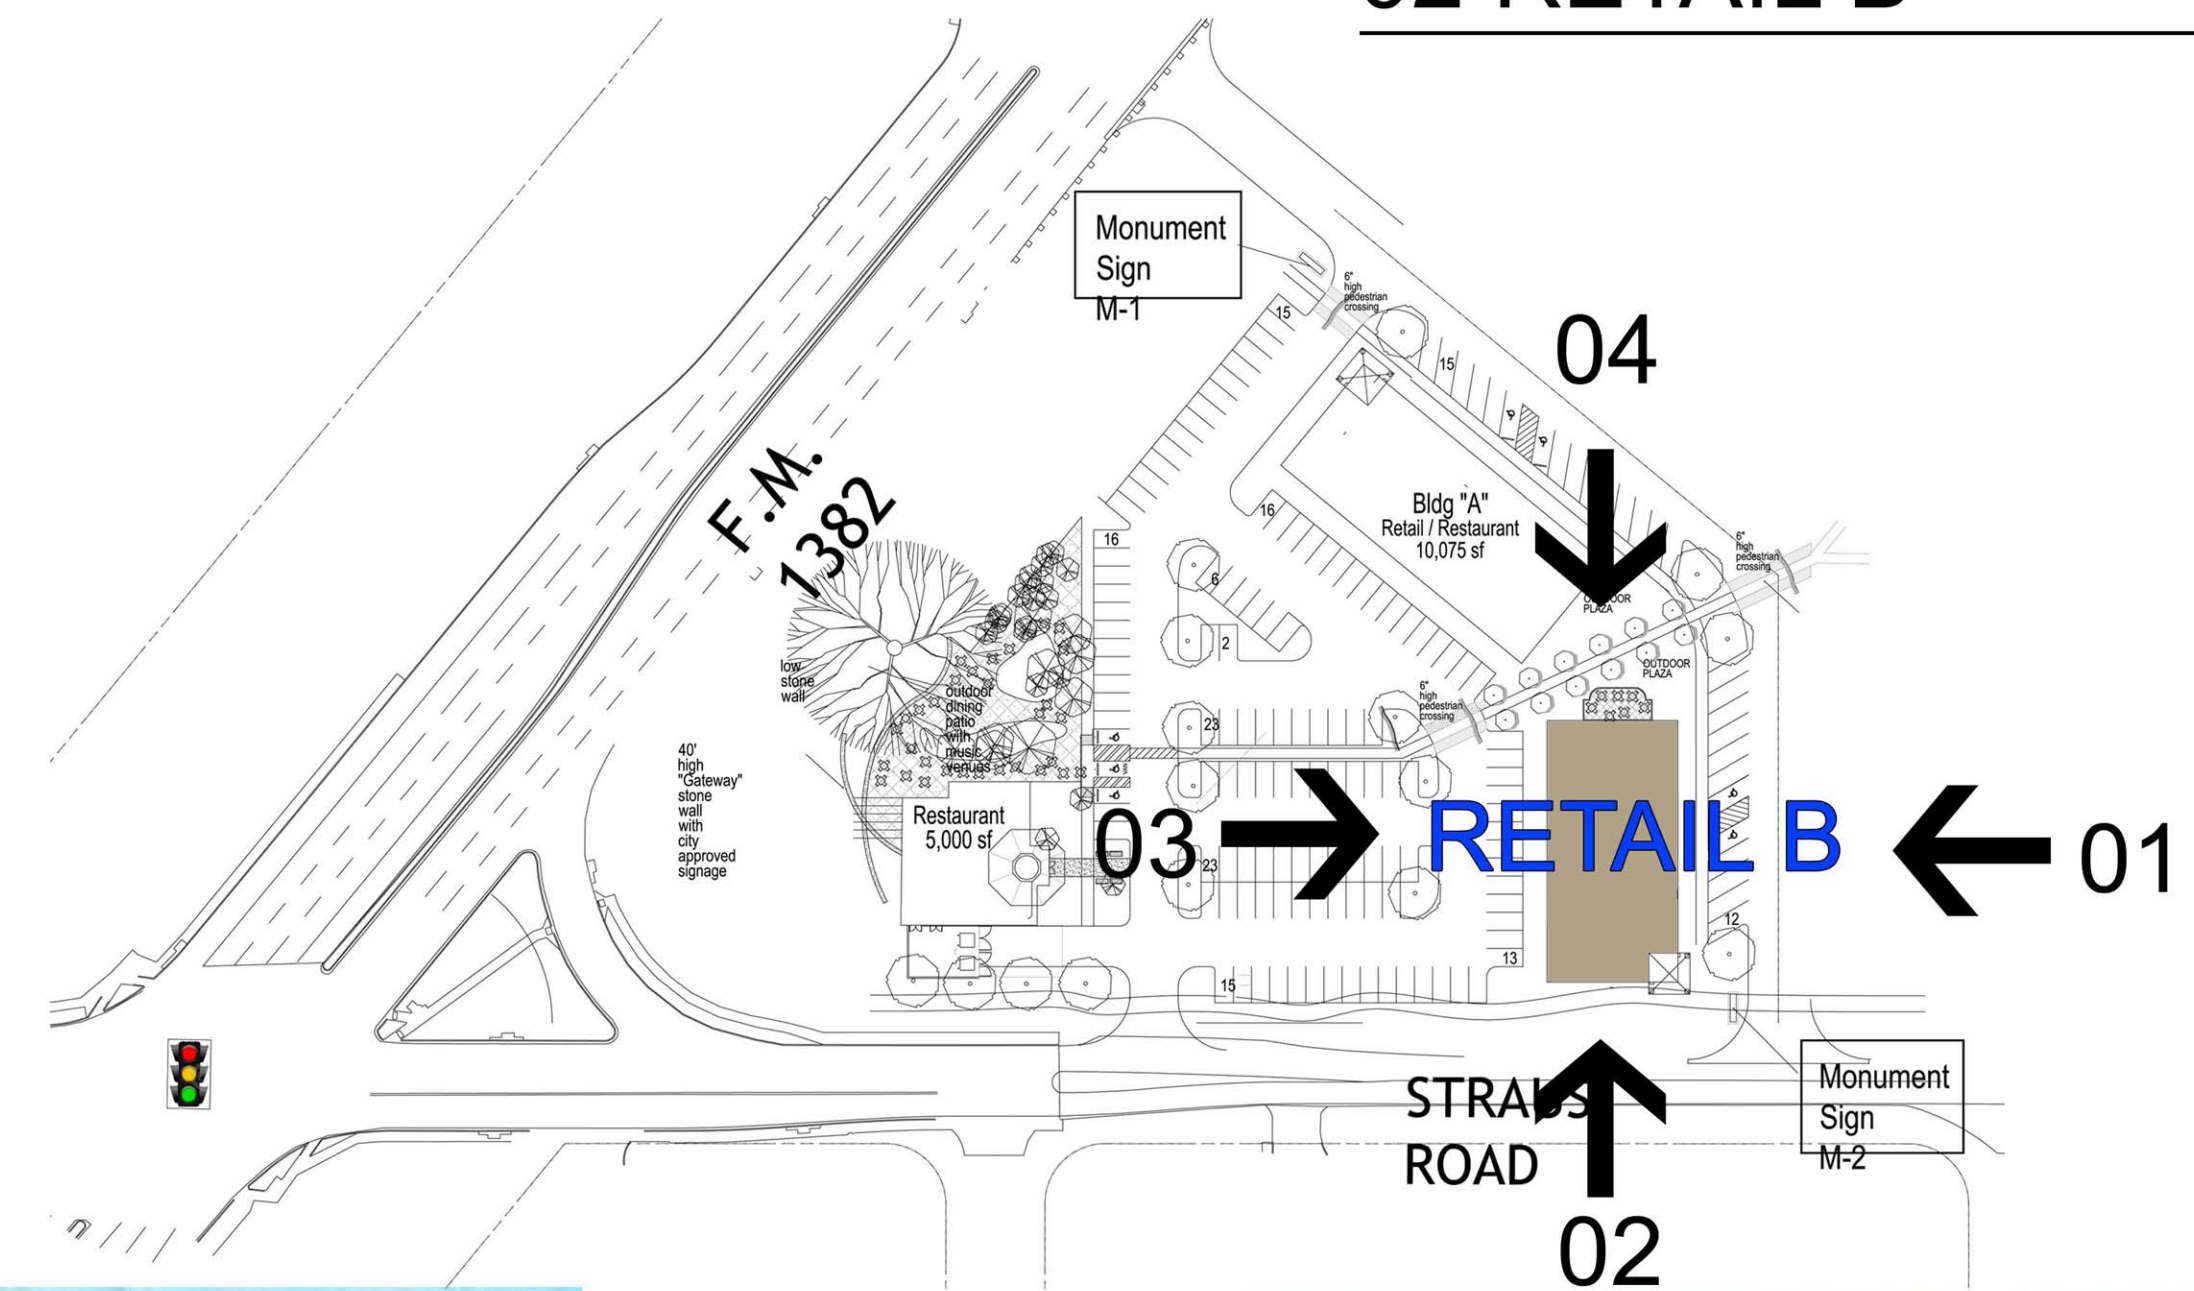 02 RETAIL B
Monument
Sign
M-1
6"
high
pedestrian
crossing
15
15
04
F.M.
1382
Bldg "A"
Retail / Restaurant
10,075 sf
16
16
6
2
6"
high
pedestrian
crossing
PLAZA
OUTDOOR
PLAZA
low
stone
wall
outdoor
dining
patio
with
music
venues
6"
high
pedestrian
crossing
23
40'
high
"Gateway"
stone
wall
with
city
approved
signage
VAN
Restaurant
5,000 sf
03
RETAIL B
01
23
12
13
15
STRAUS
ROAD
Monument
Sign
M-2
02